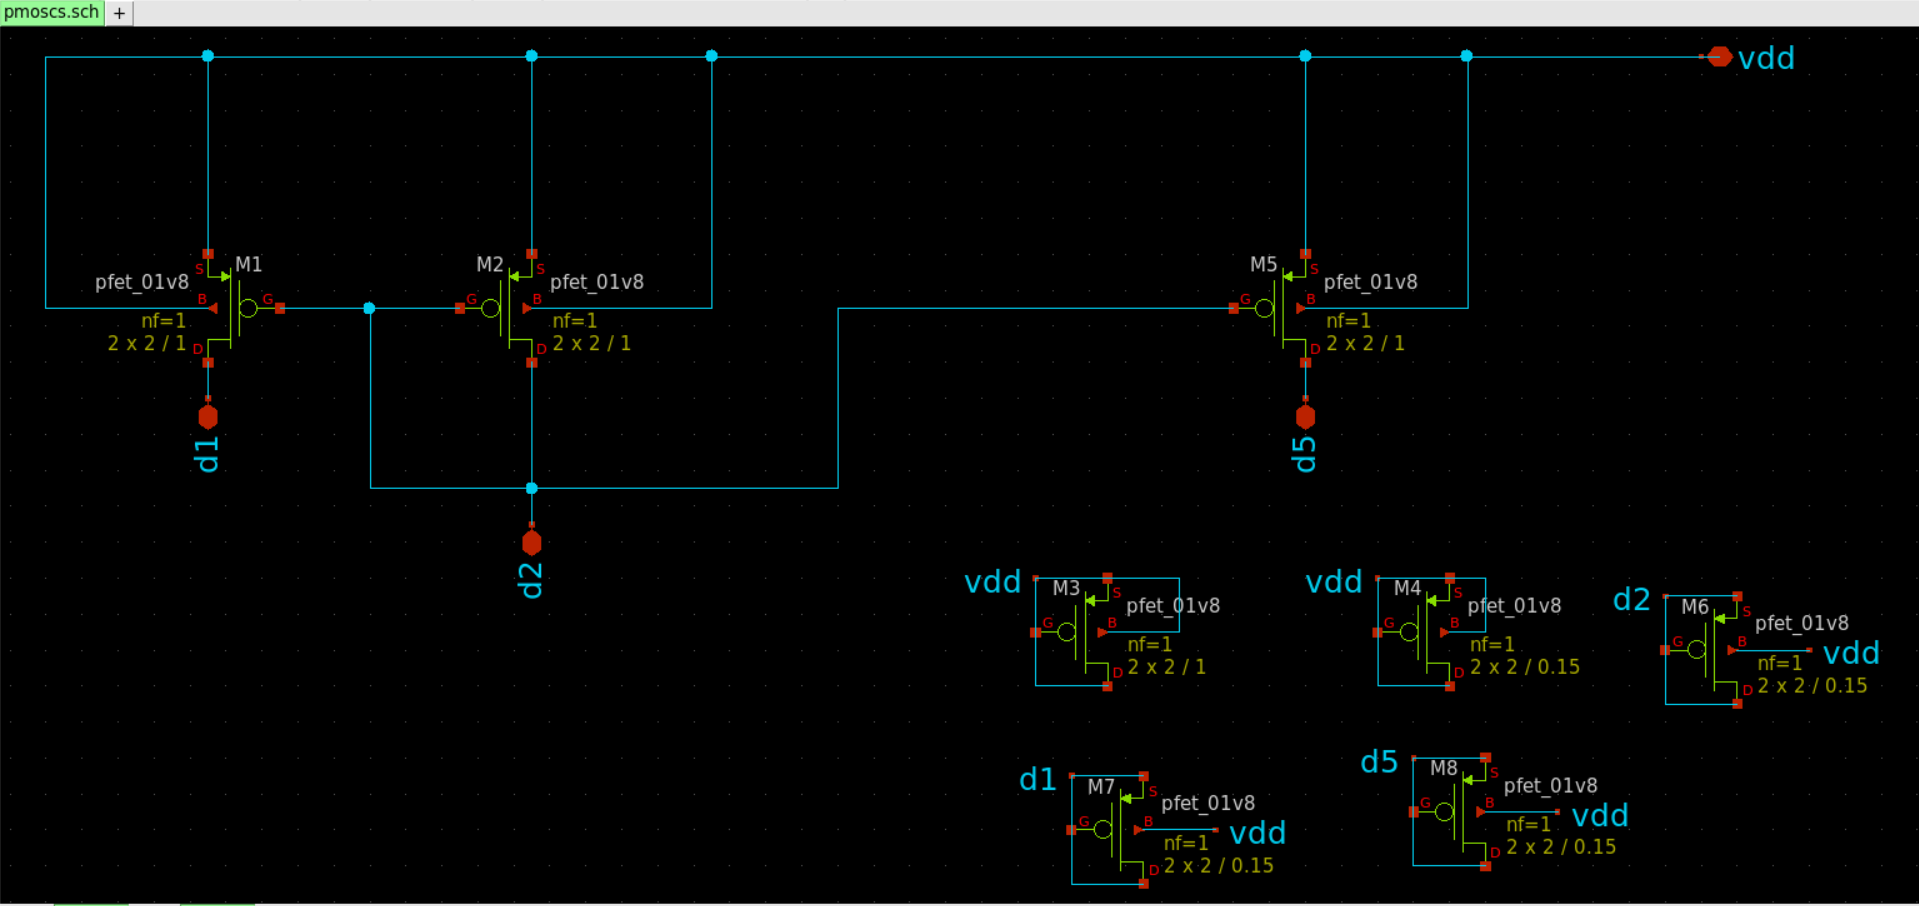 pmoscs.sch +
vdd
S M1
pfet_01v8
B G
nf=1
2 x 2 / 1 D
d1
M2 S
pfet_01v8
G B
nf=1
D 2 x 2 / 1
d2
M5 S
pfet_01v8
G B
nf=1
D 2 x 2 / 1
d5
vdd M3 S
pfet_01v8
G B
nf=1
D 2 x 2 / 1
vdd M4 S
pfet_01v8
G B
nf=1
D 2 x 2 / 0.15
d2 M6 S
pfet_01v8
G B vdd
nf=1
D 2 x 2 / 0.15
d1 M7 S
pfet_01v8
G B vdd
nf=1
D 2 x 2 / 0.15
d5 M8 S
pfet_01v8
G B vdd
nf=1
D 2 x 2 / 0.15